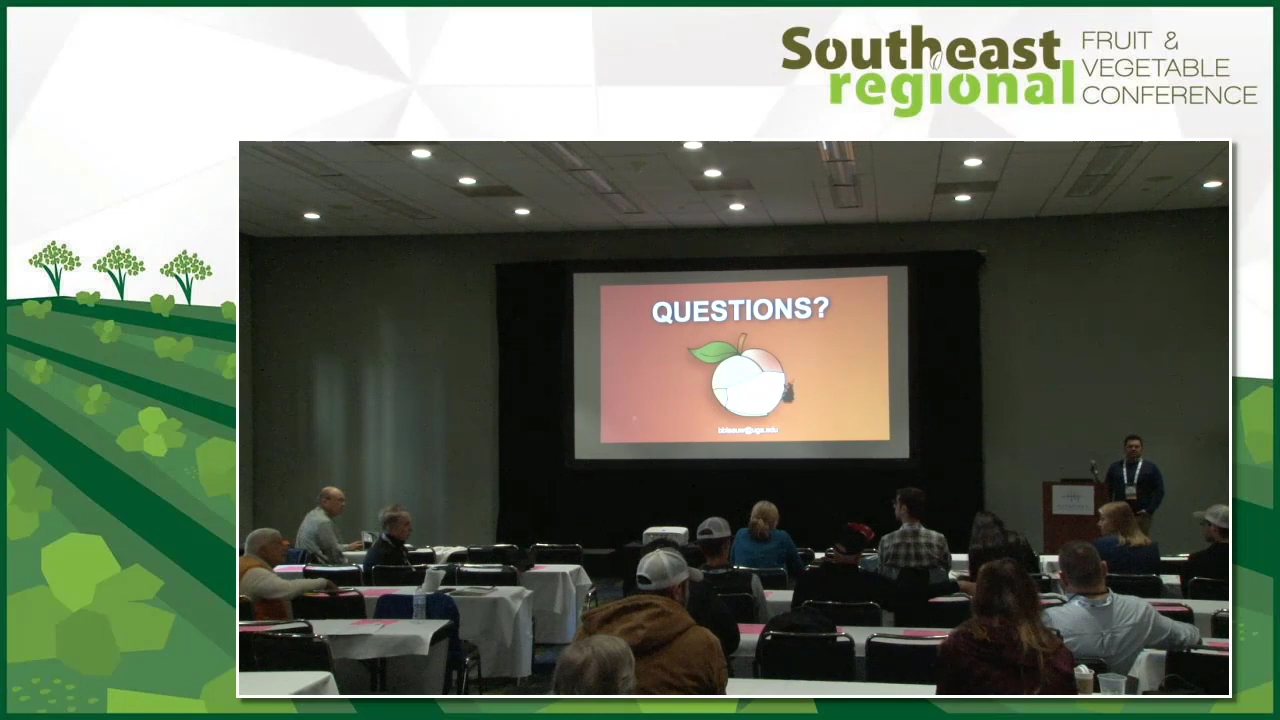 Southeast
regional
FRUIT &
VEGETABLE
CONFERENCE
QUESTIONS?